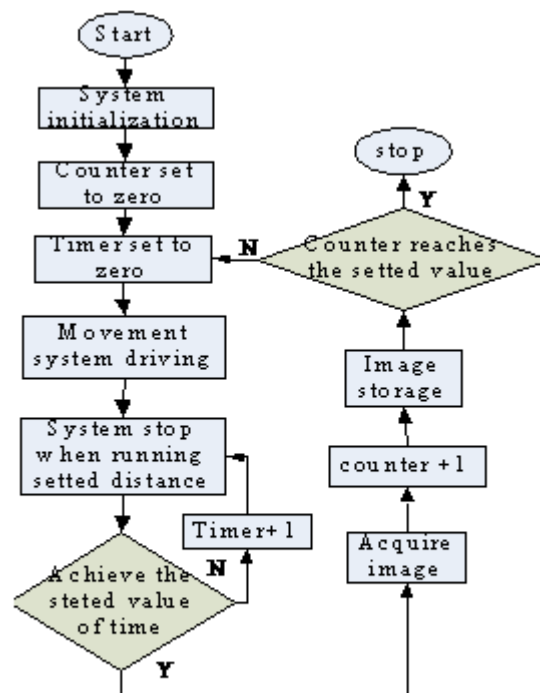 Start
System
initialization
Counter set
to zero
Timer set to
zero
Movement
system driving
System stop
when running
setted distance
Timer+1
Achieve the
steted value
of time
N
Y
Acquire
image
counter +1
Image
storage
Counter reaches
the setted value
N
Y
stop